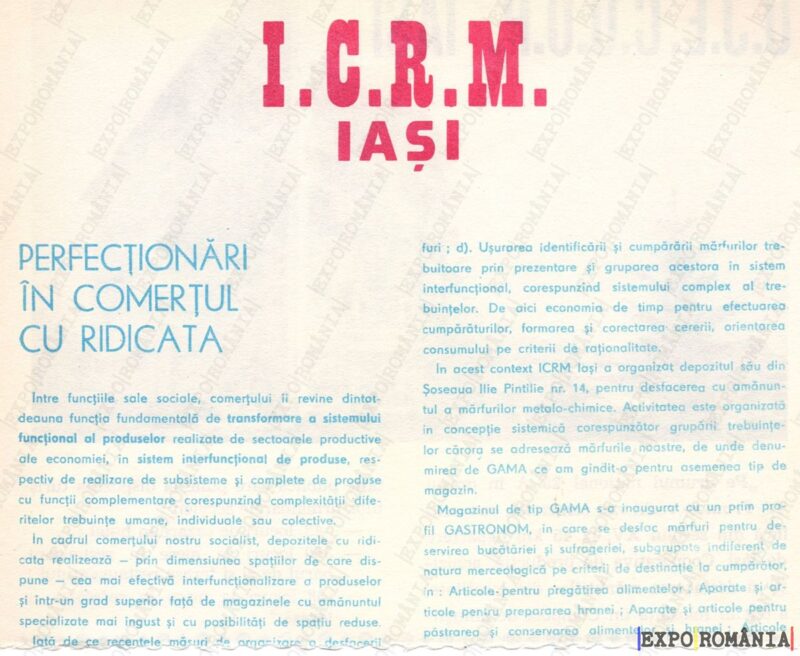 I.C.R.M.
IAȘI
PERFECȚIONĂRI
ÎN COMERȚUL
CU RIDICATA
Intre funcțiile sale sociale, comerțului îi revine dintot-
deauna funcția fundamentală de transformare a sistemului
funcțional al produselor realizate de sectoarele productive
ale economiei, în sistem interfuncțional de produse, res-
pectiv de realizare de subsisteme și complete de produse
cu funcții complementare corespunzînd complexității dife-
ritelor trebuințe umane, individuale sau colective.
In cadrul comerțului nostru socialist, depozitele cu ridi-
cata realizează — prin dimensiunea spațiilor de care dis-
pune — cea mai efectivă interfuncționalizare a produselor
și într-un grad superior față de magazinele cu amănuntul
specializate mai ingust și cu posibilități de spațiu reduse.
Iată de ce recentele măsuri de organizare a desfacerii
furi ; d). Ușurarea identificării și cumpărării mărfurilor tre-
buitoare prin prezentare și gruparea acestora în sistem
interfuncțional, corespunzînd sistemului complex al tre-
buințelor. De aici economia de timp pentru efectuarea
cumpărăturilor, formarea și corectarea cererii, orientarea
consumului pe criterii de raționalitate.
In acest context ICRM Iași a organizat depozitul său din
Șoseaua Ilie Pintilie nr. 14, pentru desfacerea cu amănun-
tul a mărfurilor metalo-chimice. Activitatea este organizată
în concepție sistemică corespunzător grupării trebuințe-
lor cărora se adresează mărfurile noastre, de unde denu-
mirea de GAMA ce am gîndit-o pentru asemenea tip de
magazin.
Magazinul de tip GAMA s-a inaugurat cu un prim pro-
fil GASTRONOM, în care se desfac mărfuri pentru de-
servirea bucătăriei și sufrageriei, subgrupate indiferent de
natura merceologică pe criterii de destinație la cumpărător,
în : Articole pentru pregătirea alimentelor ; Aparate și ar-
ticole pentru prepararea hranei ; Aparate și articole pentru
păstrarea și conservarea alimentelor și hranei ; Articole
EXPO ROMÂNIA